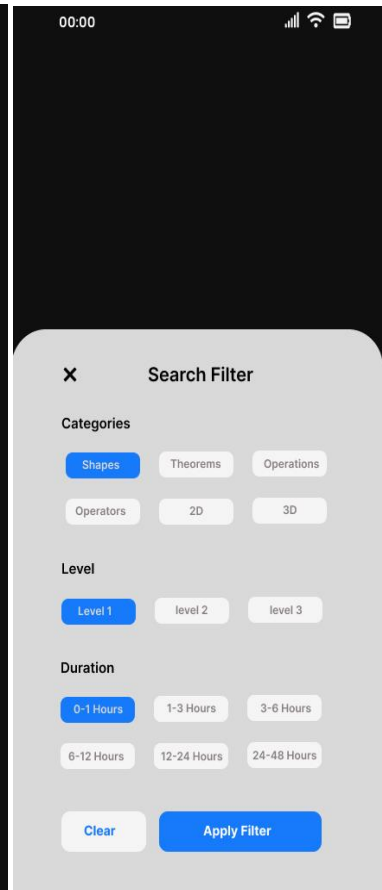 00:00
Search Filter
Categories
Shapes Theorems Operations
Operators 2D 3D
Level
Level 1 level 2 level 3
Duration
0-1 Hours 1-3 Hours 3-6 Hours
6-12 Hours 12-24 Hours 24-48 Hours
Clear Apply Filter